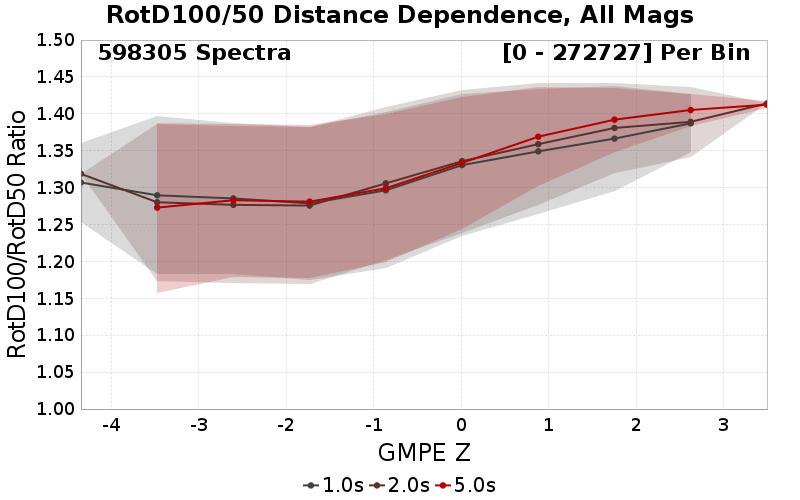 RotD100/50 Distance Dependence, All Mags
598305 Spectra
[0 - 272727] Per Bin
RotD100/RotD50 Ratio
1.50
1.45
1.40
1.35
1.30
1.25
1.20
1.15
1.10
1.05
1.00
-4 -3 -2 -1 0 1 2 3
GMPE Z
1.0s 2.0s 5.0s